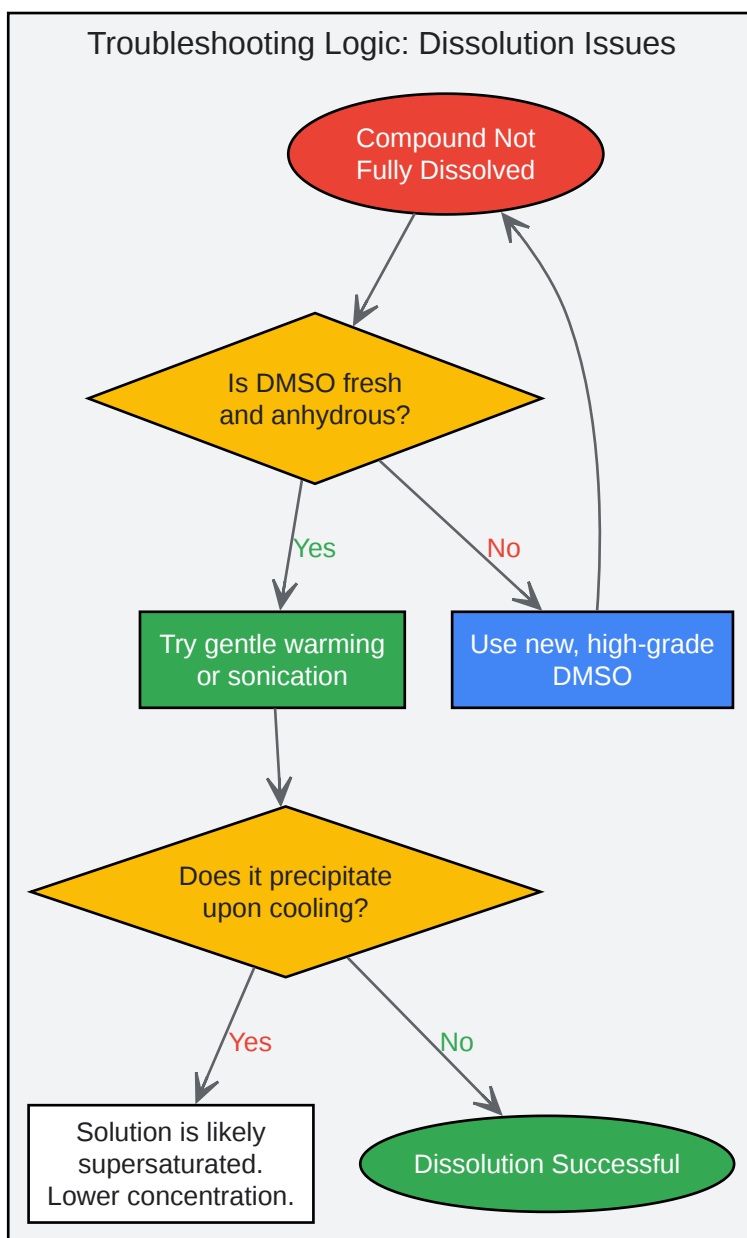 Troubleshooting Logic: Dissolution Issues
Compound Not
Fully Dissolved
Is DMSO fresh
and anhydrous?
Yes
No
Try gentle warming
or sonication
Use new, high-grade
DMSO
Does it precipitate
upon cooling?
Yes
No
Solution is likely
supersaturated.
Lower concentration.
Dissolution Successful